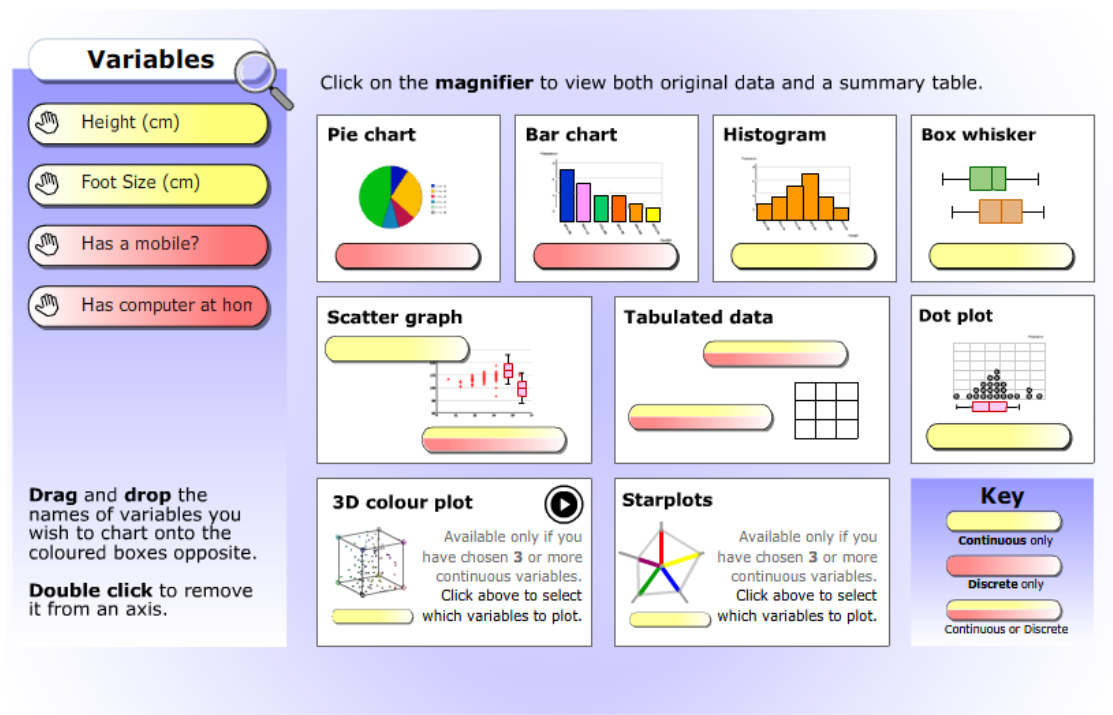 Variables
Click on the magnifier to view both original data and a summary table.
Height (cm)
Foot Size (cm)
Has a mobile?
Has computer at hon
Drag and drop the
names of variables you
wish to chart onto the
coloured boxes opposite.
Double click to remove
it from an axis.
Pie chart
Bar chart
Histogram
Box whisker
Scatter graph
Tabulated data
Dot plot
3D colour plot
Available only if you
have chosen 3 or more
continuous variables.
Click above to select
which variables to plot.
Starplots
Available only if you
have chosen 3 or more
continuous variables.
Click above to select
which variables to plot.
Key
Continuous only
Discrete only
Continuous or Discrete